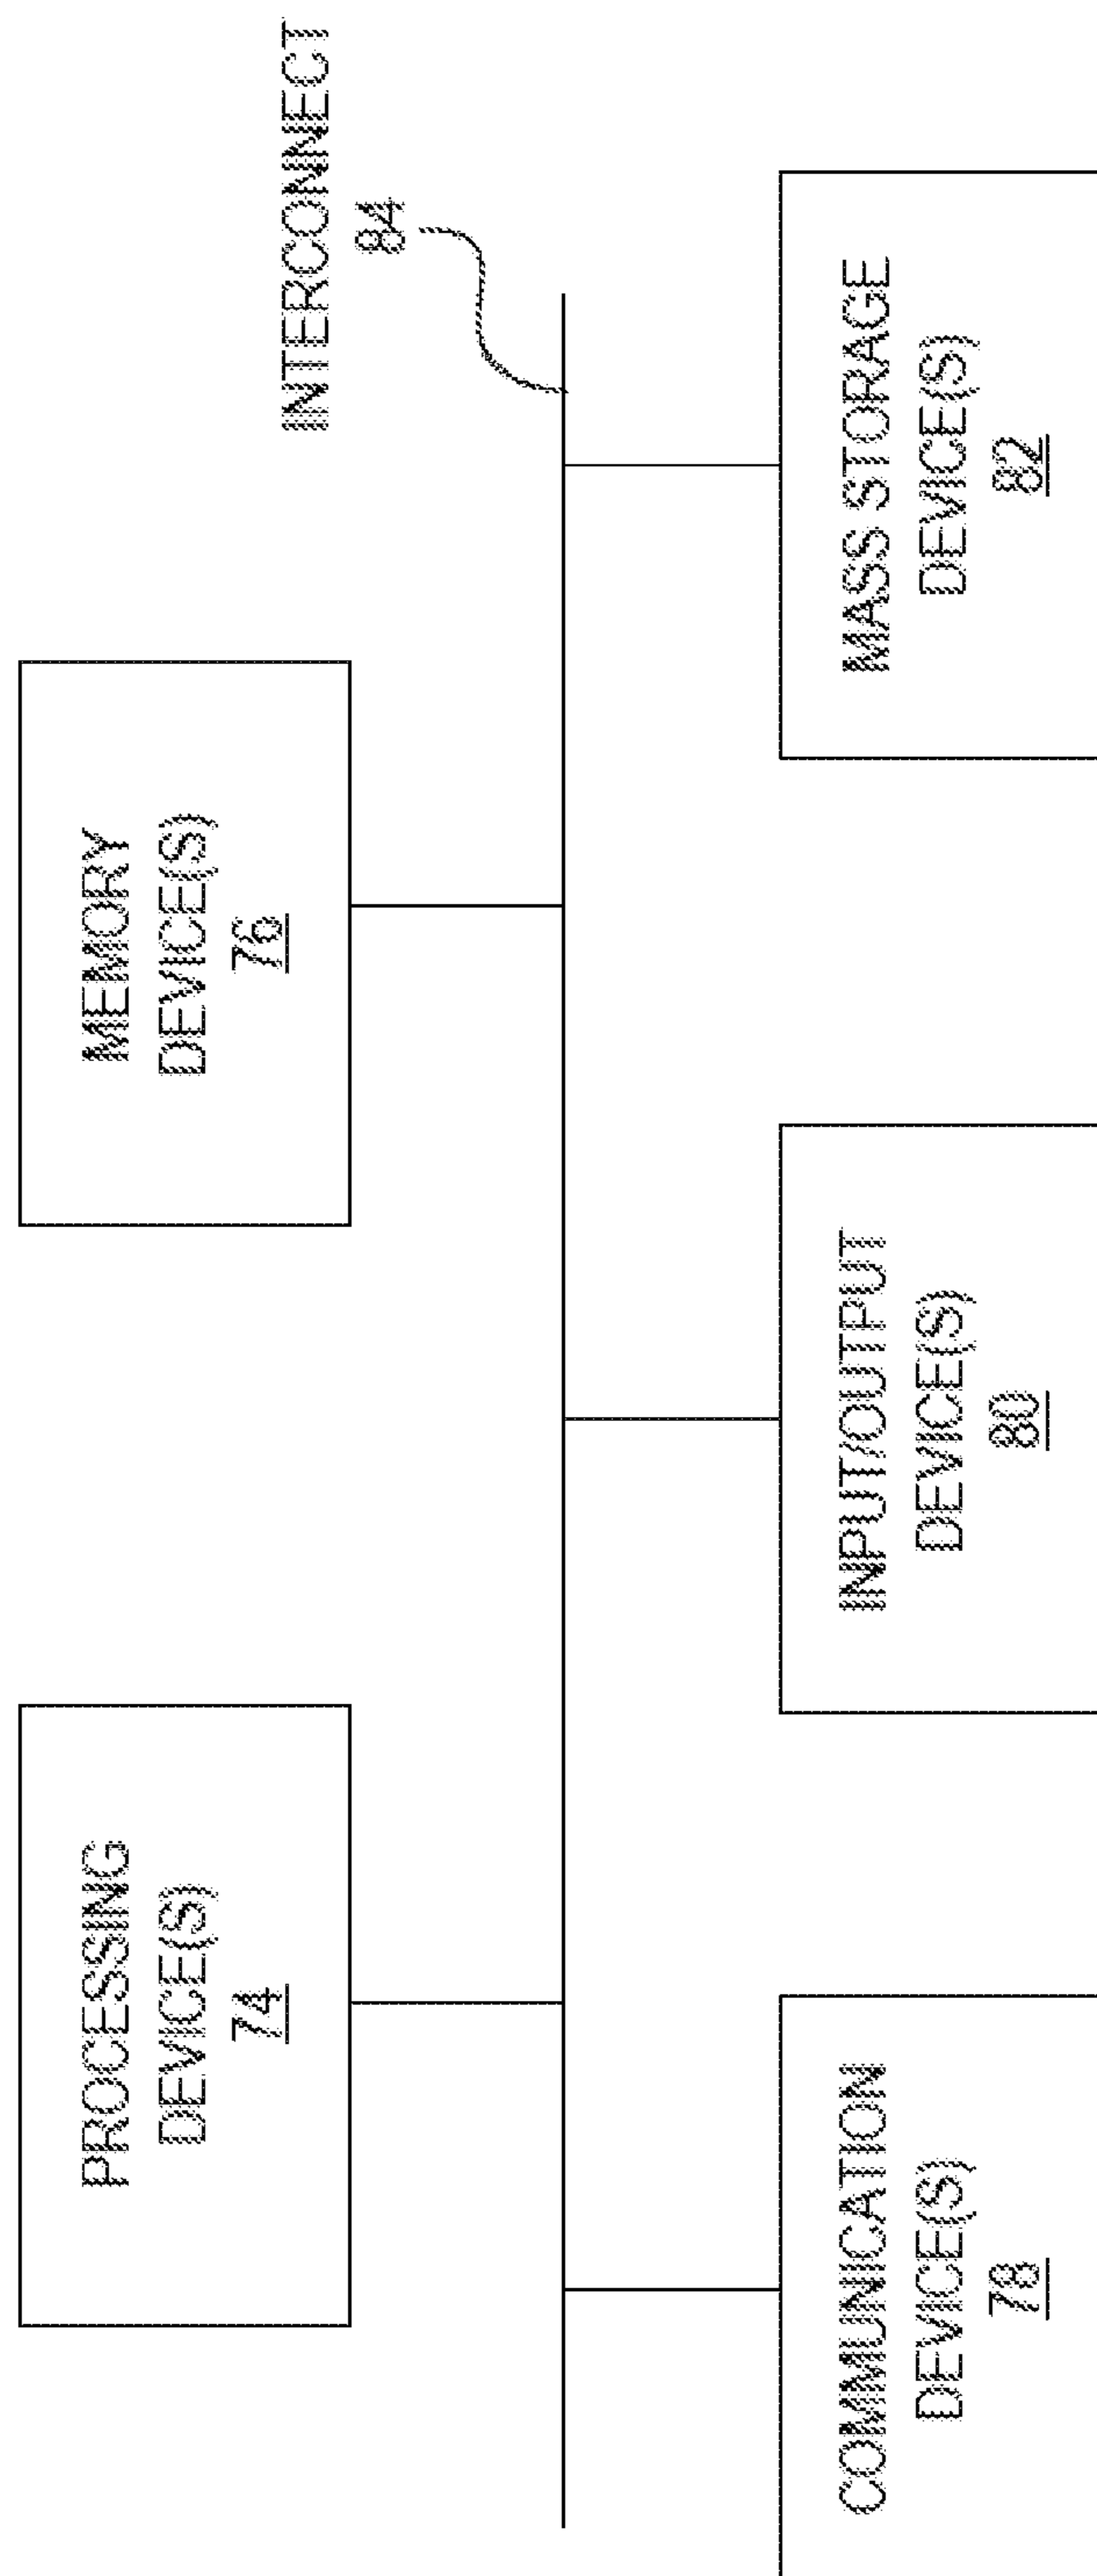 PROCESSING
DEVICE(S)
74
MEMORY
DEVICE(S)
76
INTERCONNECT
84
COMMUNICATION
DEVICE(S)
78
INPUT/OUTPUT
DEVICE(S)
80
MASS STORAGE
DEVICE(S)
82